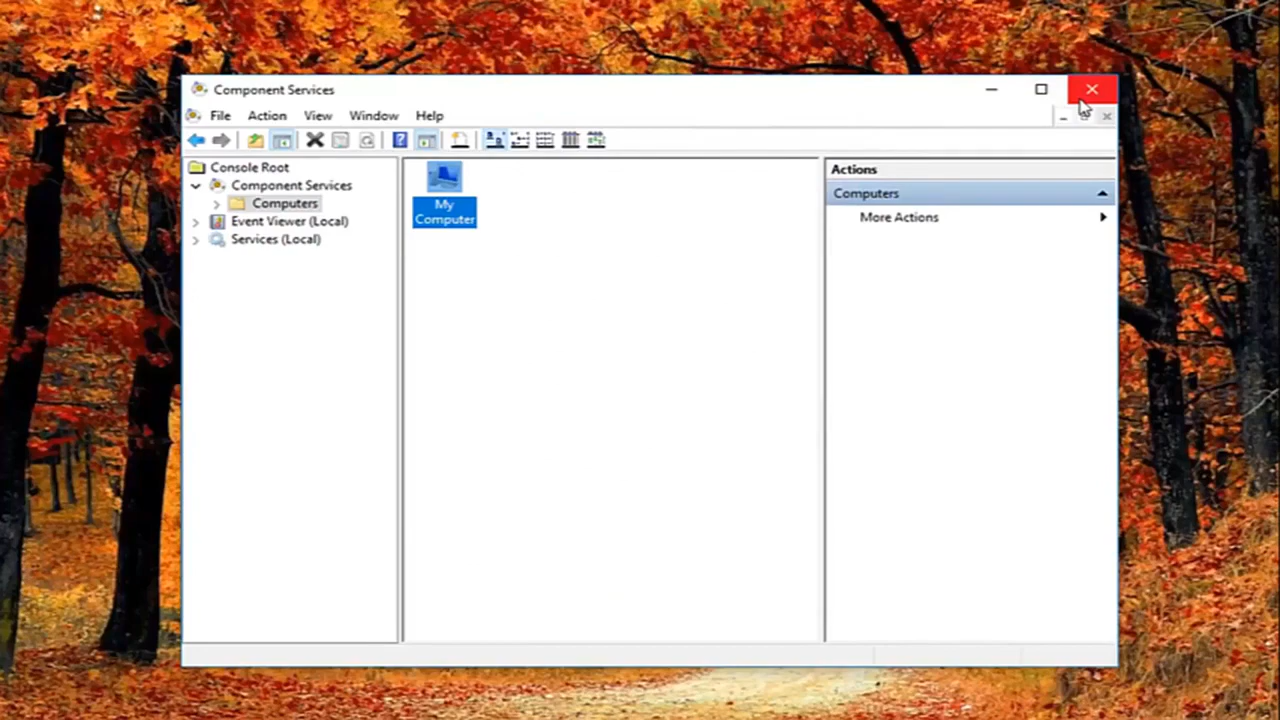 Component Services
File Action View Window Help
Console Root
Component Services
Computers
Event Viewer (Local)
Services (Local)
My
Computer
Actions
Computers
More Actions